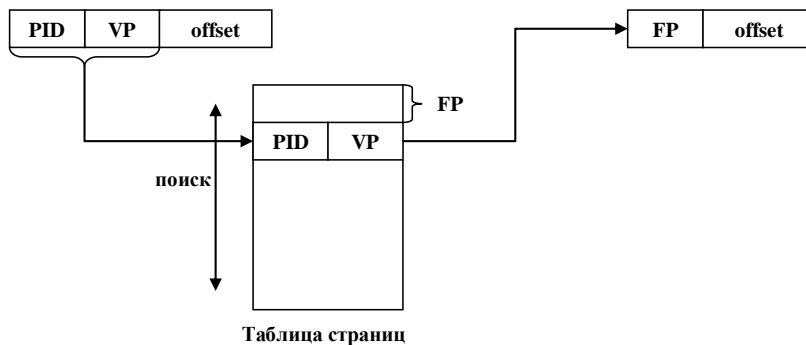 PID VP offset
FP offset
FP
PID VP
поиск
Таблица страниц